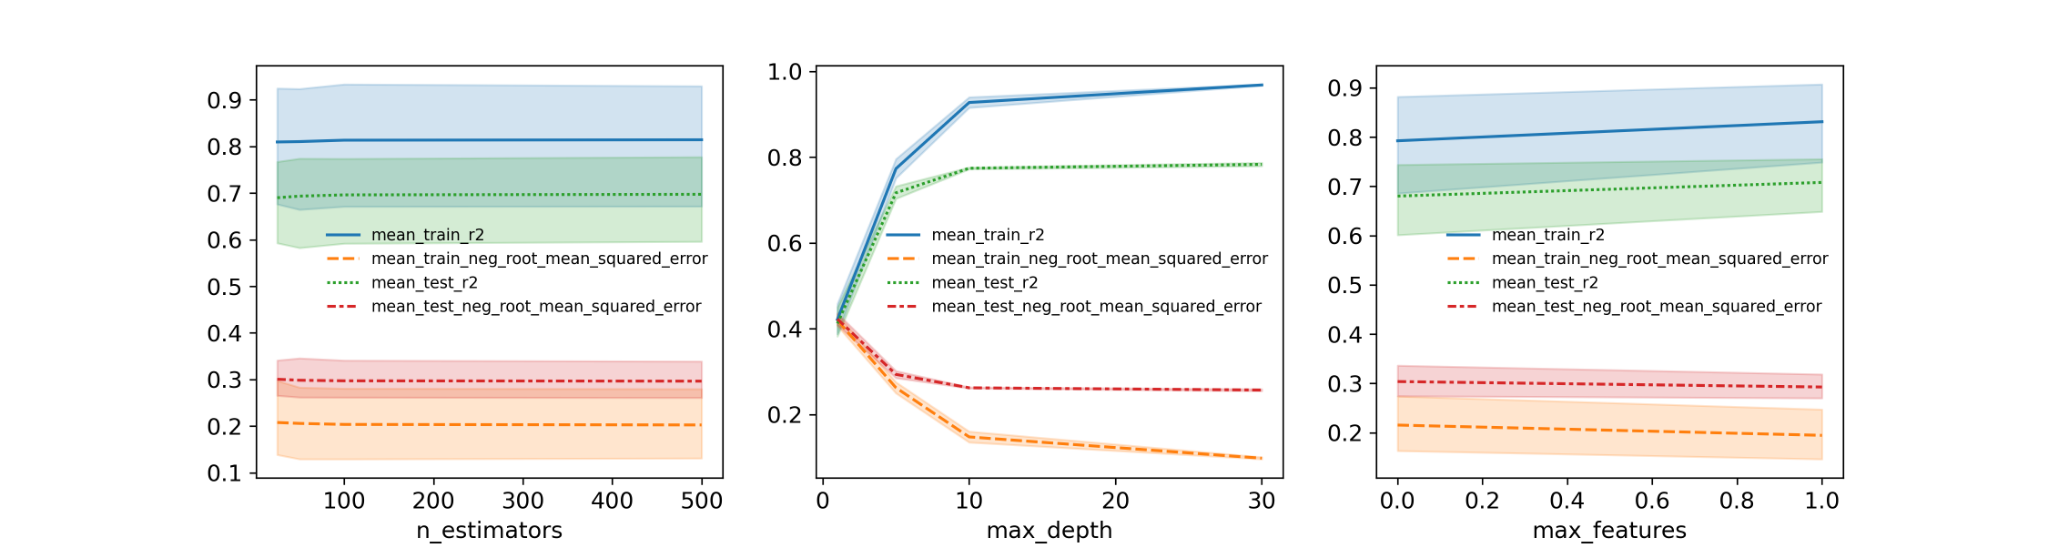 0.9
0.8
0.7
0.6
0.5
0.4
0.3
0.2
0.1
mean_train_r2
mean_train_neg_root_mean_squared_error
mean_test_r2
mean_test_neg_root_mean_squared_error
100 200 300 400 500
n_estimators
1.0
0.8
0.6
0.4
0.2
mean_train_r2
mean_train_neg_root_mean_squared_error
mean_test_r2
mean_test_neg_root_mean_squared_error
0 10 20 30
max_depth
0.9
0.8
0.7
0.6
0.5
0.4
0.3
0.2
mean_train_r2
mean_train_neg_root_mean_squared_error
mean_test_r2
mean_test_neg_root_mean_squared_error
0.0 0.2 0.4 0.6 0.8 1.0
max_features